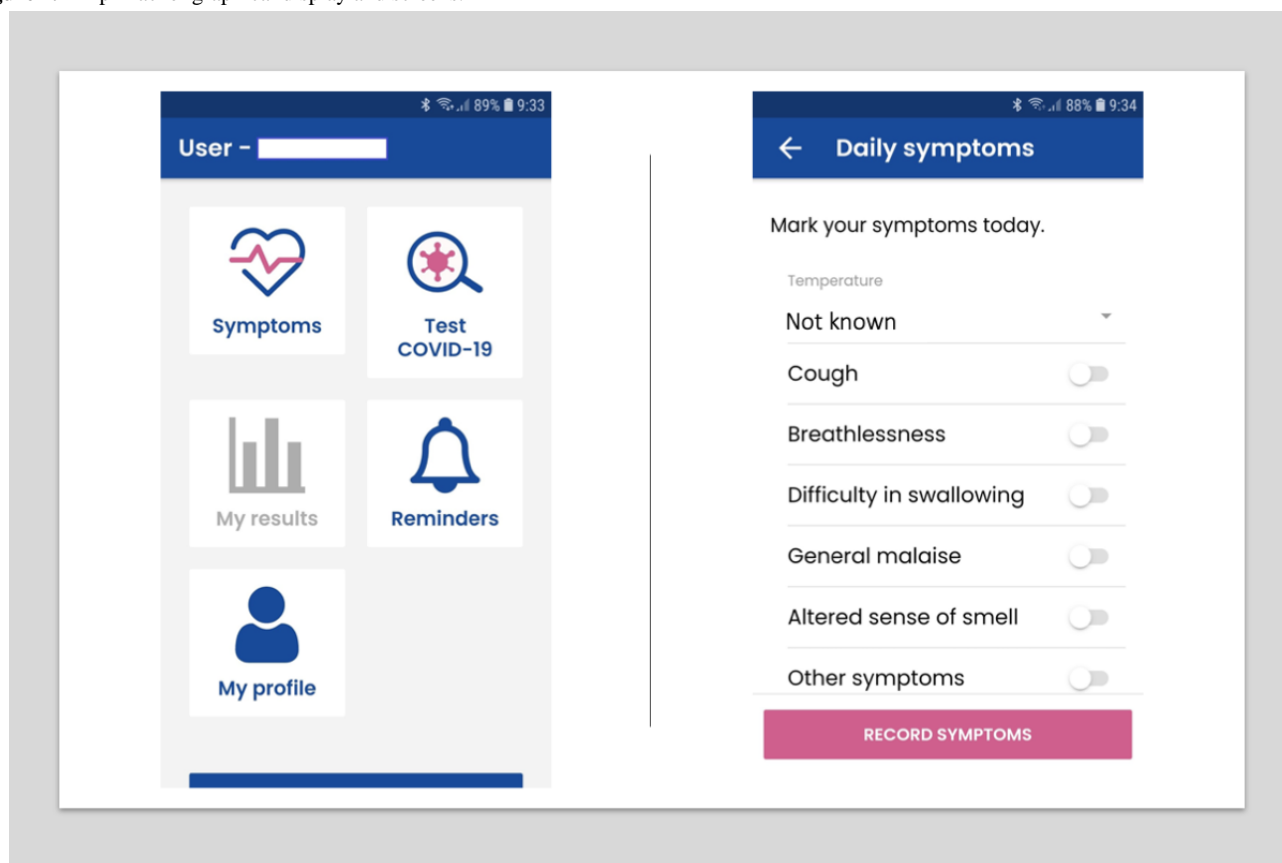 89% 9:33
User -
Symptoms
Test
COVID-19
My results
Reminders
My profile
88% 9:34
Daily symptoms
Mark your symptoms today.
Temperature
Not known
Cough
Breathlessness
Difficulty in swallowing
General malaise
Altered sense of smell
Other symptoms
RECORD SYMPTOMS